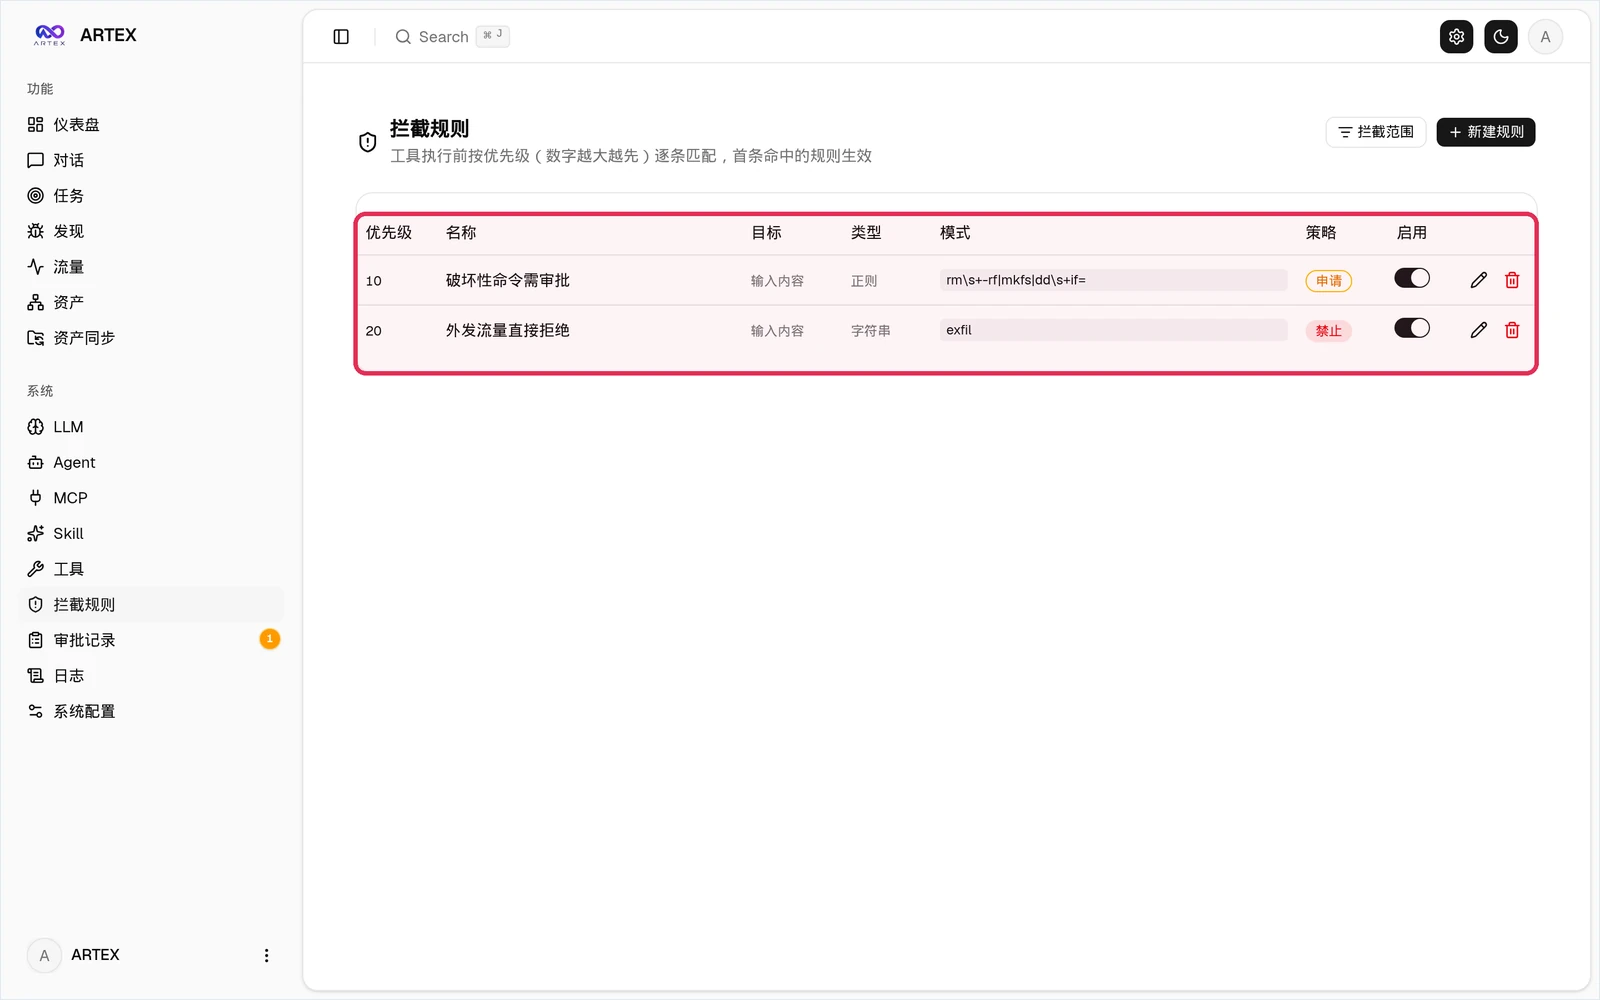 ARTEX
ARTEX
功能
仪表盘
对话
任务
发现
流量
资产
资产同步
系统
LLM
Agent
MCP
Skill
工具
拦截规则
审批记录 1
日志
系统配置
A ARTEX
Search ⌘ J
A
拦截规则
工具执行前按优先级（数字越大越先）逐条匹配，首条命中的规则生效
拦截范围
新建规则
优先级 名称 目标 类型 模式 策略 启用
10 破坏性命令需审批 输入内容 正则 rm\s+-rf|mkfs|dd\s+if= 申请
20 外发流量直接拒绝 输入内容 字符串 exfil 禁止